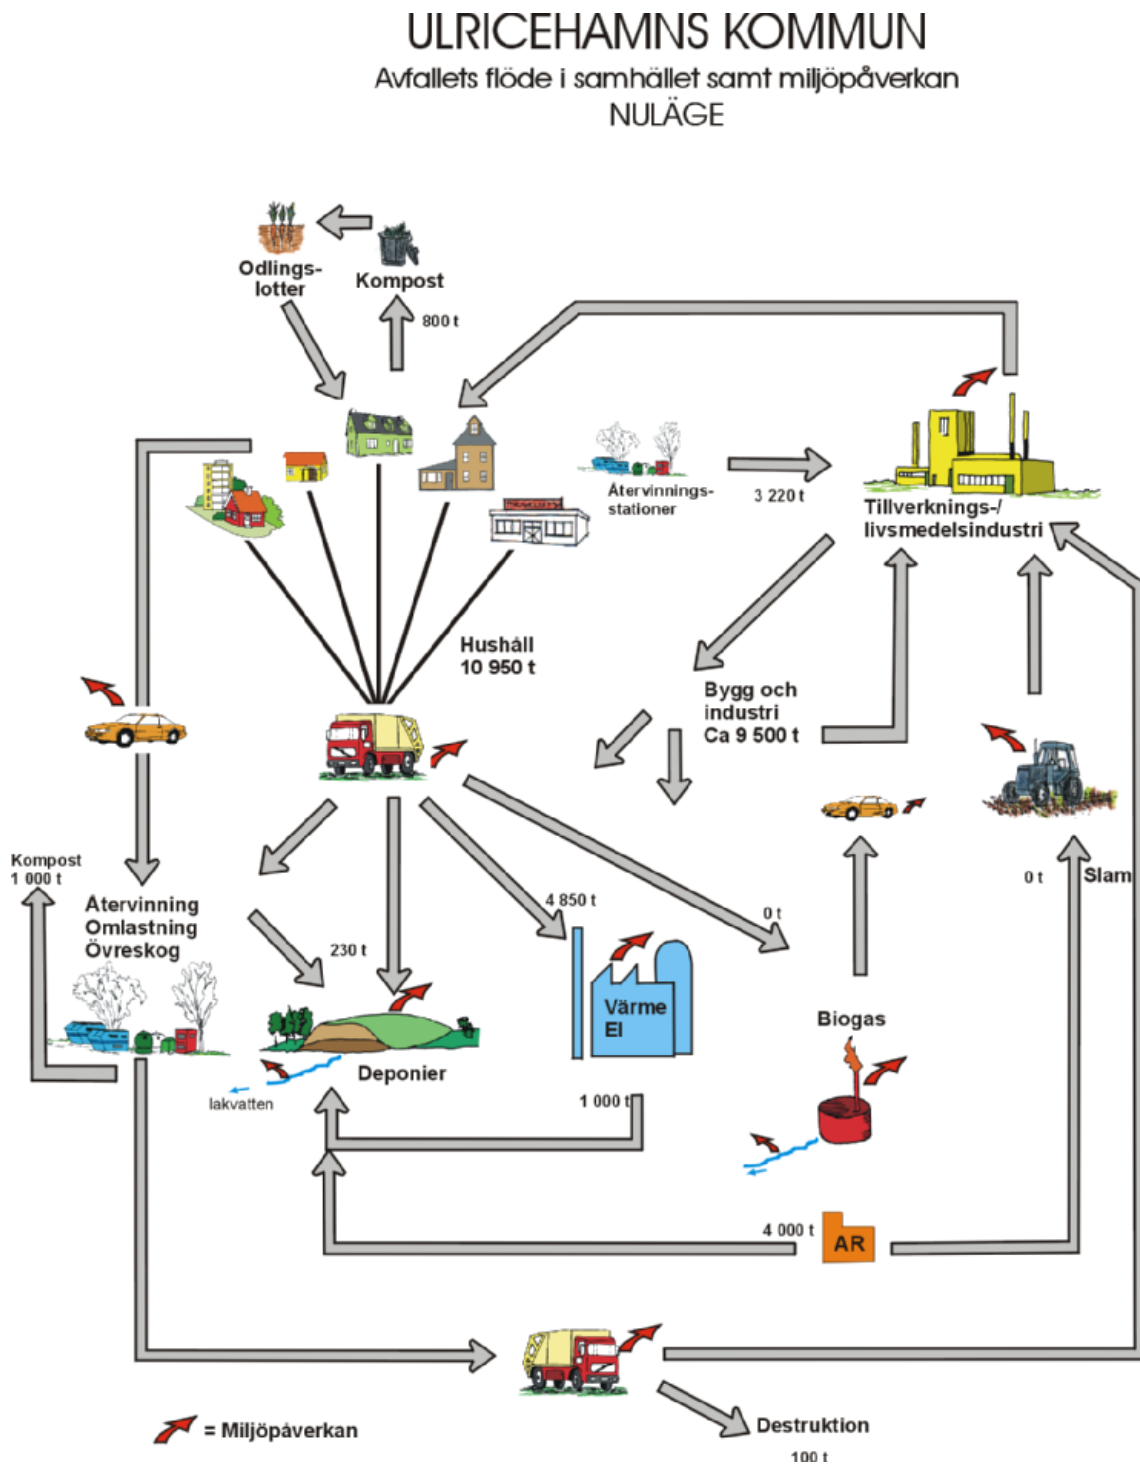 ULRICEHAMNS KOMMUN
Avfallets flöde i samhället samt miljöpåverkan
NULÄGE
Odlings-
lotter
Kompost
800 t
Återvinnings-
stationer
3 220 t
Tillverknings-/
livsmedelsindustri
Hushåll
10 950 t
Bygg och
industri
Ca 9 500 t
Kompost
1 000 t
Återvinning
Omlastning
Övreskog
230 t
4 850 t
0 t
0 t
Slam
Värme
El
Biogas
Deponier
lakvatten
1 000 t
4 000 t
AR
Destruktion
100 t
= Miljöpåverkan